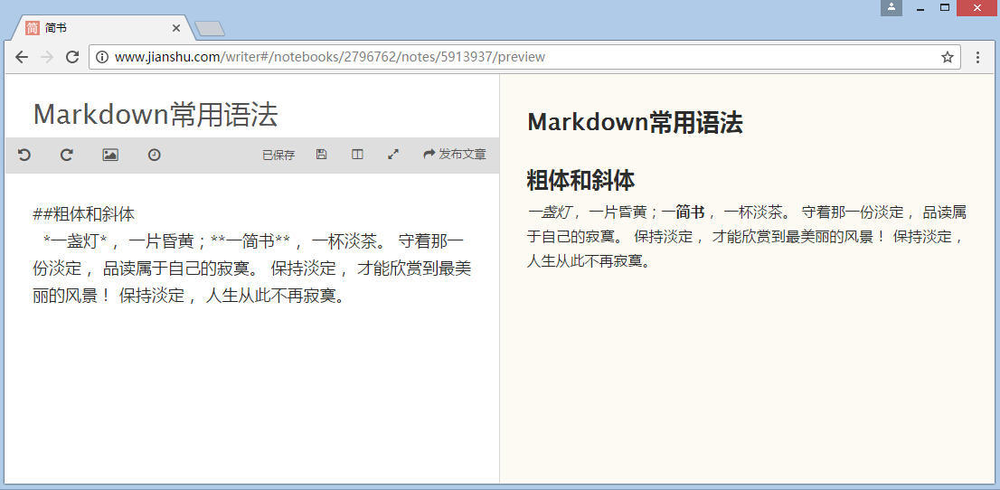 简 简书
www.jianshu.com/writer#/notebooks/2796762/notes/5913937/preview
Markdown常用语法
已保存 发布文章
##粗体和斜体
*一盏灯* ，一片昏黄；**一简书** ，一杯淡茶。 守着那一
份淡定 ，品读属于自己的寂寞。 保持淡定 ，才能欣赏到最美
丽的风景！ 保持淡定 ，人生从此不再寂寞。
Markdown常用语法
粗体和斜体
一盏灯 ，一片昏黄；一简书 ，一杯淡茶。 守着那一份淡定 ，品读属
于自己的寂寞。 保持淡定 ，才能欣赏到最美丽的风景！ 保持淡定 ，
人生从此不再寂寞。